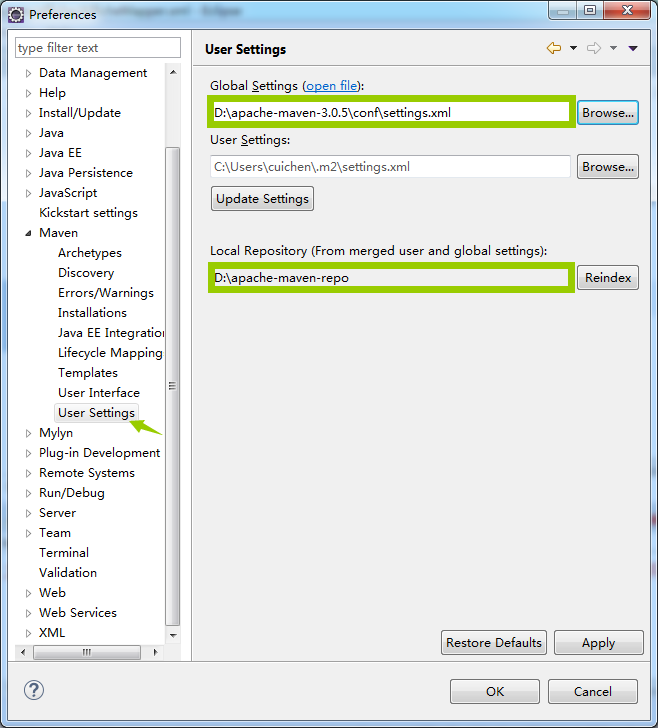 Preferences
type filter text
Data Management
Help
Install/Update
Java
Java EE
Java Persistence
JavaScript
Kickstart settings
Maven
Archetypes
Discovery
Errors/Warnings
Installations
Java EE Integration
Lifecycle Mapping
Templates
User Interface
User Settings
Mylyn
Plug-in Development
Remote Systems
Run/Debug
Server
Team
Terminal
Validation
Web
Web Services
XML
User Settings
Global Settings (open file):
D:\apache-maven-3.0.5\conf\settings.xml
Browse...
User Settings:
C:\Users\cuichen\.m2\settings.xml
Browse...
Update Settings
Local Repository (From merged user and global settings):
D:\apache-maven-repo
Reindex
Restore Defaults
Apply
?
OK
Cancel